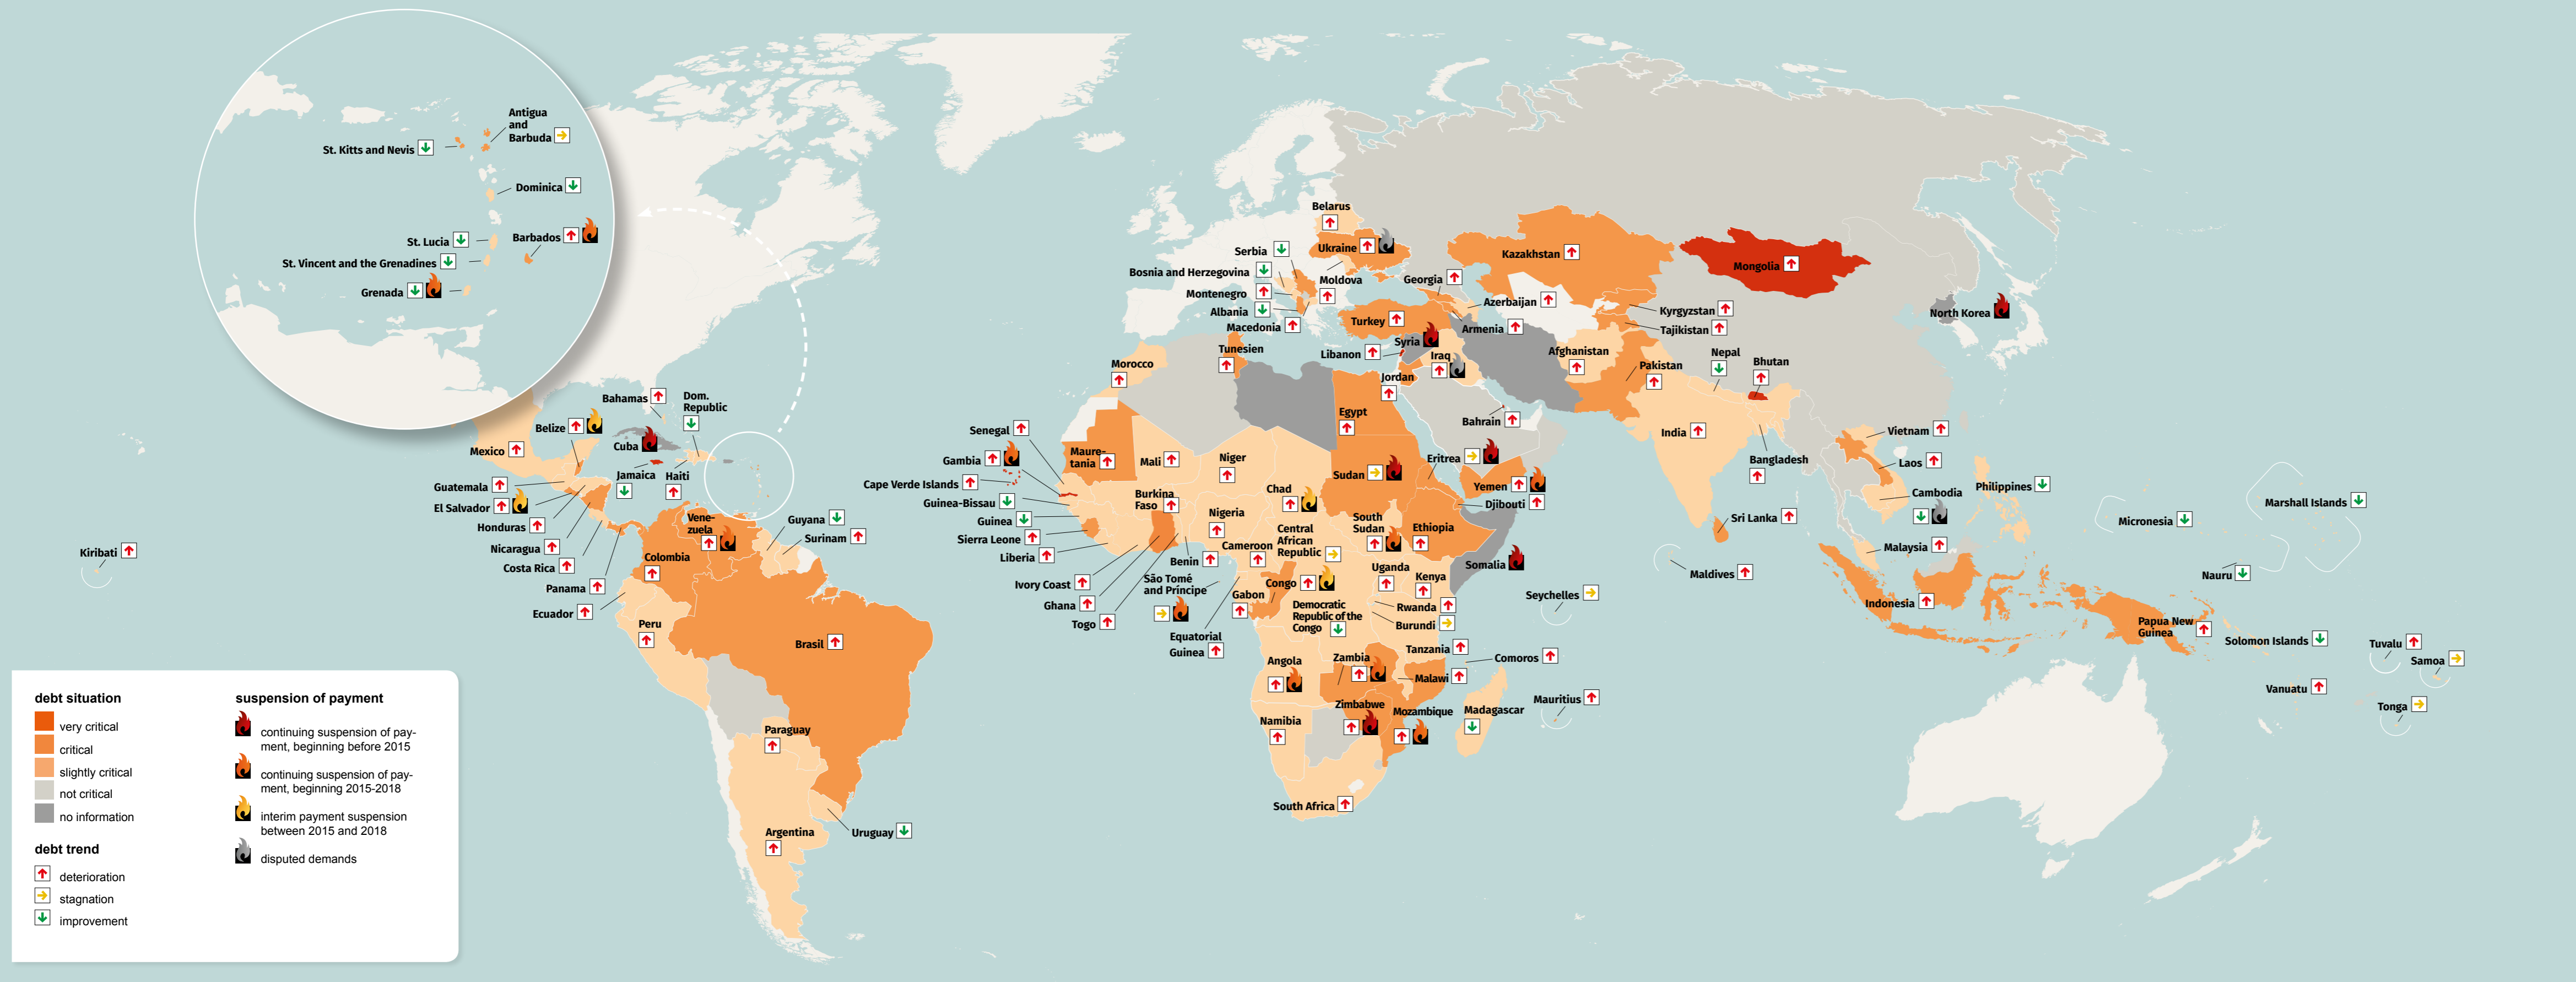 Antigua
and
Barbuda
St. Kitts and Nevis
Dominica
St. Lucia
Barbados
St. Vincent and the Grenadines
Grenada
Belarus
Ukraine
Serbia
Bosnia and Herzegovina
Moldova
Montenegro
Albania
Macedonia
Georgia
Kazakhstan
Mongolia
Azerbaijan
Armenia
Turkey
Kyrgyzstan
Tajikistan
North Korea
Syria
Libanon
Iraq
Tunesien
Morocco
Jordan
Afghanistan
Pakistan
Nepal
Bhutan
Bahamas
Dom.
Republic
Belize
Cuba
Mexico
Jamaica
Haiti
Guatemala
El Salvador
Honduras
Nicaragua
Costa Rica
Panama
Ecuador
Kiribati
Vene-
zuela
Colombia
Guyana
Surinam
Peru
Brasil
Paraguay
Argentina
Uruguay
Senegal
Gambia
Cape Verde Islands
Guinea-Bissau
Guinea
Sierra Leone
Liberia
Ivory Coast
Ghana
Togo
Maure-
tania
Mali
Niger
Burkina
Faso
Nigeria
Benin
São Tomé
and Príncipe
Equatorial
Guinea
Cameroon
Gabon
Congo
Chad
Central
African
Republic
Egypt
Sudan
Eritrea
Bahrain
Yemen
Djibouti
South
Sudan
Ethiopia
Somalia
Uganda
Kenya
Rwanda
Burundi
Democratic
Republic of the
Congo
Tanzania
Angola
Zambia
Malawi
Comoros
Seychelles
Mauritius
Zimbabwe
Mozambique
Madagascar
Namibia
South Africa
India
Bangladesh
Sri Lanka
Maldives
Vietnam
Laos
Cambodia
Philippines
Malaysia
Indonesia
Papua New
Guinea
Micronesia
Marshall Islands
Nauru
Solomon Islands
Tuvalu
Samoa
Vanuatu
Tonga
debt situation
very critical
critical
slightly critical
not critical
no information
debt trend
deterioration
stagnation
improvement
suspension of payment
continuing suspension of pay-
ment, beginning before 2015
continuing suspension of pay-
ment, beginning 2015-2018
interim payment suspension
between 2015 and 2018
disputed demands